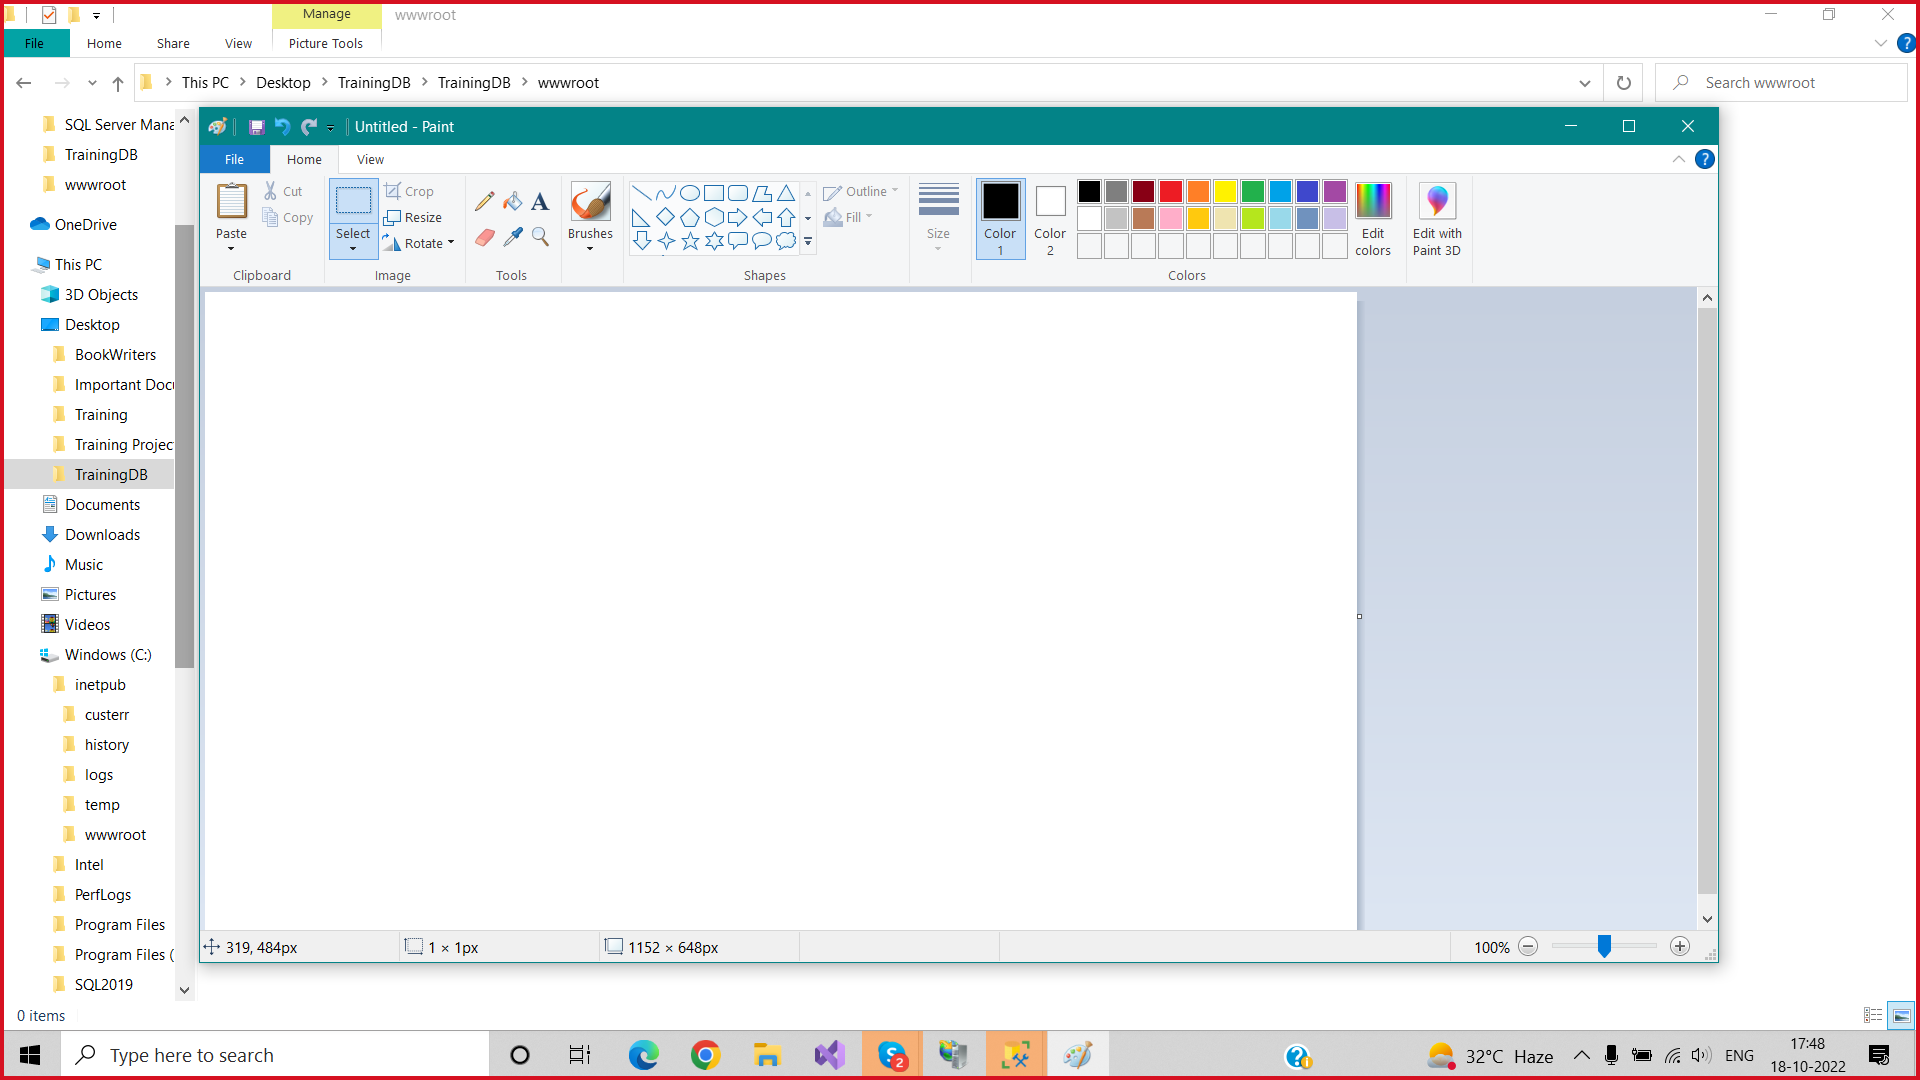 Manage
wwwroot
File
Home
Share
View
Picture Tools
This PC
Desktop
TrainingDB
TrainingDB
wwwroot
Search wwwroot
SQL Server Mana
TrainingDB
wwwroot
OneDrive
This PC
3D Objects
Desktop
BookWriters
Important Docu
Training
Training Projec
TrainingDB
Documents
Downloads
Music
Pictures
Videos
Windows (C:)
inetpub
custerr
history
logs
temp
wwwroot
Intel
PerfLogs
Program Files
Program Files (
SQL2019
0 items
Untitled - Paint
File
Home
View
Paste
Cut
Copy
Clipboard
Select
Crop
Resize
Rotate
Image
A
Tools
Brushes
Outline
Fill
Shapes
Size
Color
1
Color
2
Edit
colors
Colors
Edit with
Paint 3D
319, 484px
1 × 1px
1152 × 648px
100%
Type here to search
2
32°C Haze
ENG
17:48
18-10-2022